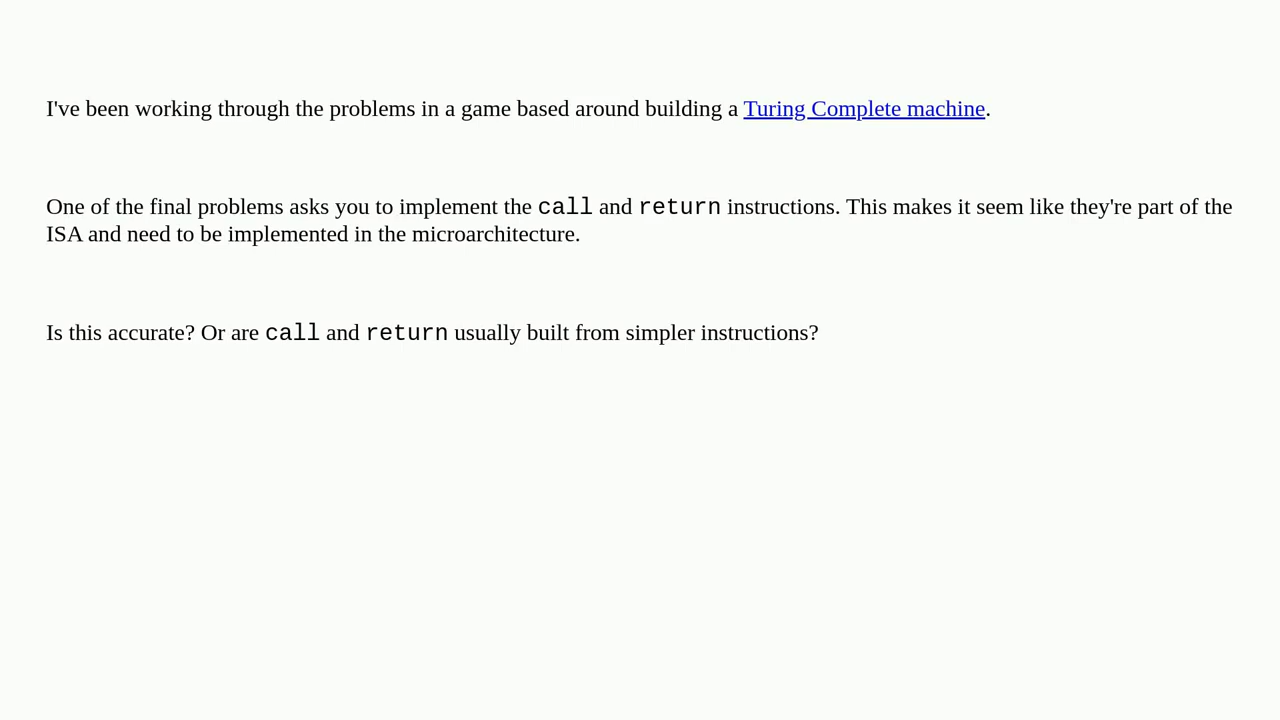 I've been working through the problems in a game based around building a Turing Complete machine.
One of the final problems asks you to implement the call and return instructions. This makes it seem like they're part of the
ISA and need to be implemented in the microarchitecture.
Is this accurate? Or are call and return usually built from simpler instructions?